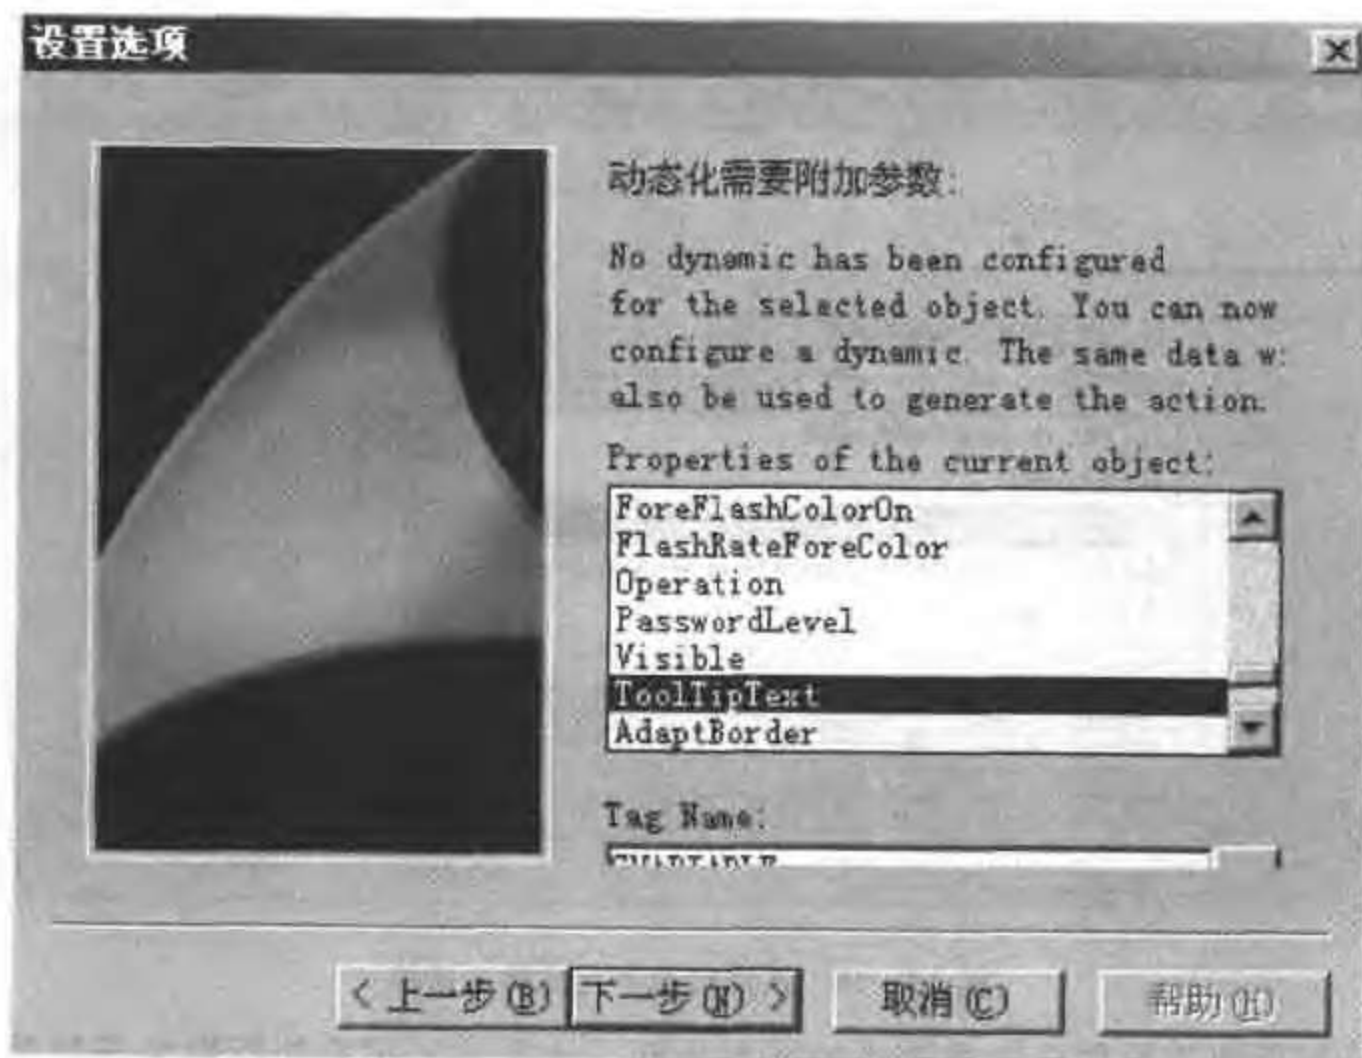 设置选项
动态化需要附加参数:
No dynamic has been configured
for the selected object. You can now
configure a dynamic. The same data w:
also be used to generate the action.
Properties of the current object:
ForeFlashColorOn
FlashRateForeColor
Operation
PasswordLevel
Visible
ToolTipText
AdaptBorder
Tag Name:
< 上一步(B)
下一步(N) >
取消(C)
帮助(H)